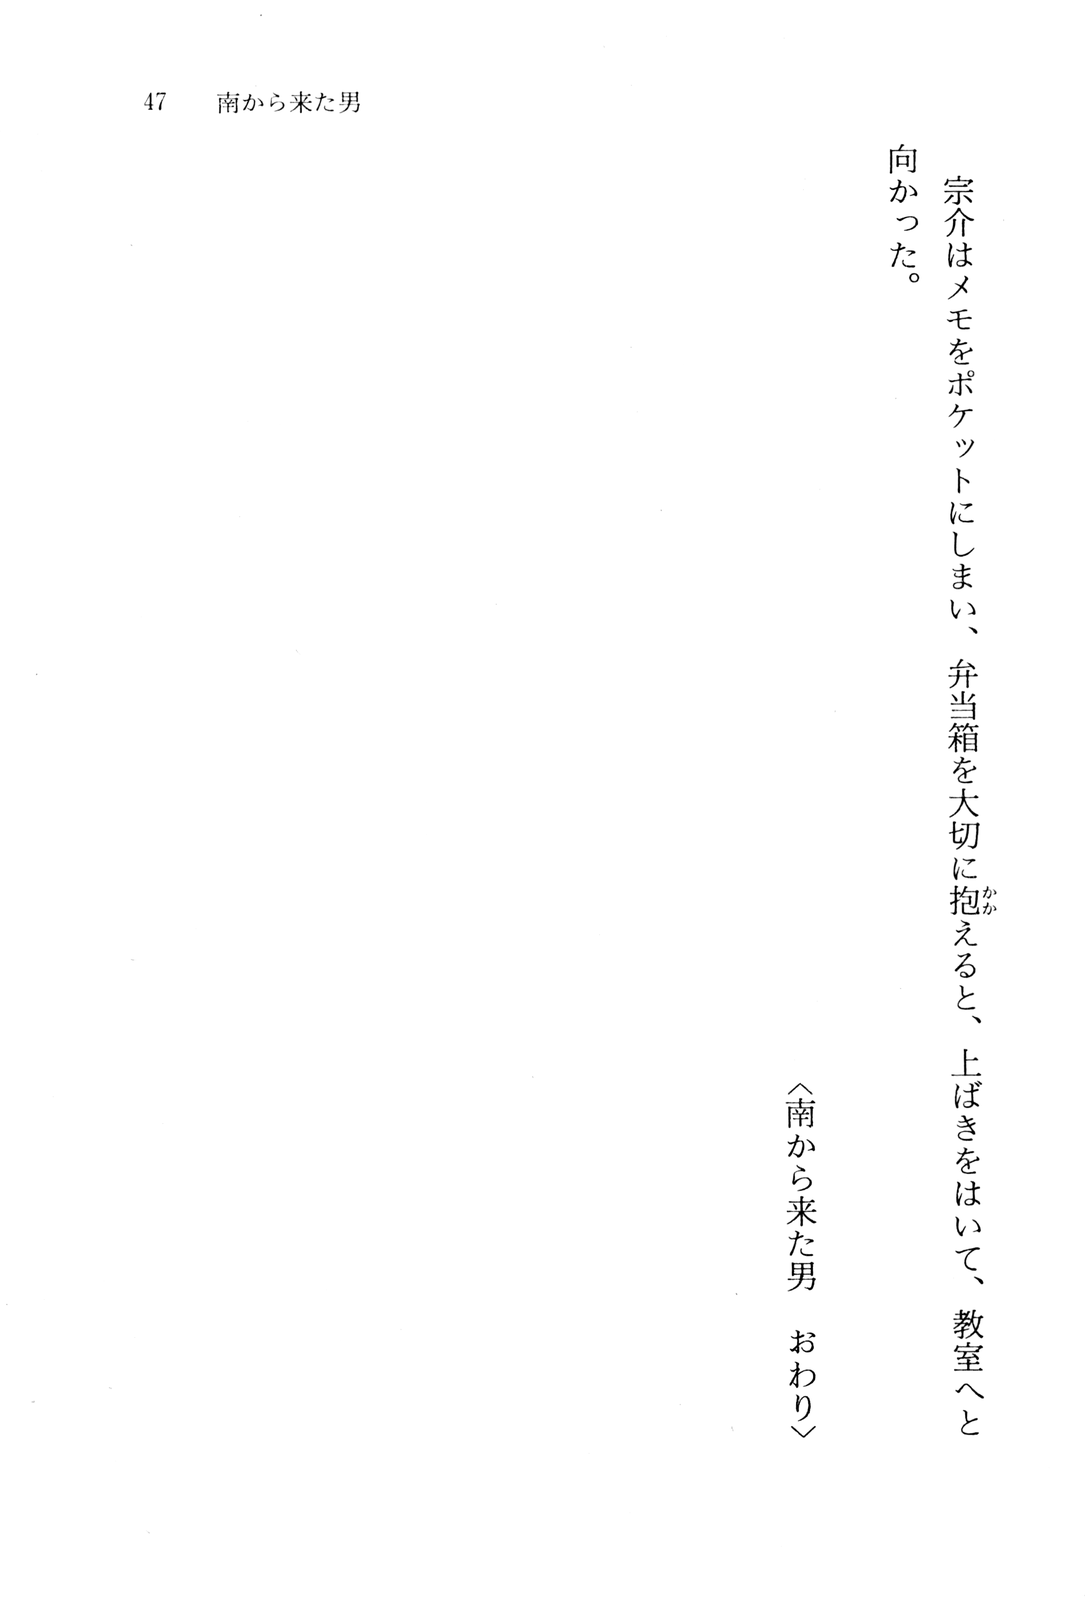 47 南から来た男
宗介はメモをポケットにしまい、弁当箱を大切に抱えると、上ばきをはいて、教室へと
向かった。
〈南から来た男 おわり〉